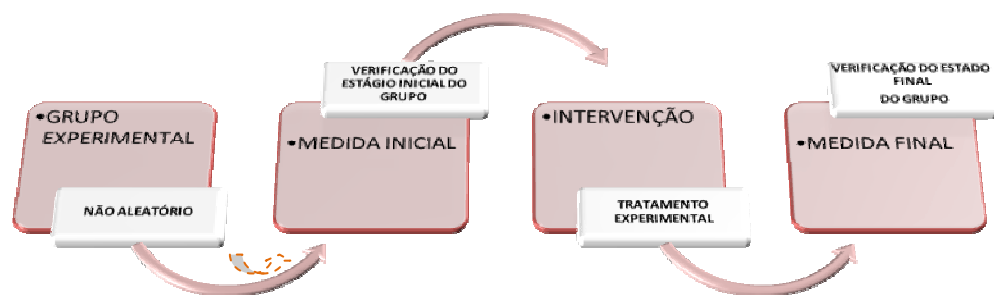 •GRUPO
EXPERIMENTAL
NÃO ALEATÓRIO
VERIFICAÇÃO DO
ESTÁGIO INICIAL DO
GRUPO
•MEDIDA INICIAL
•INTERVENÇÃO
TRATAMENTO
EXPERIMENTAL
VERIFICAÇÃO DO ESTADO
FINAL
DO GRUPO
•MEDIDA FINAL